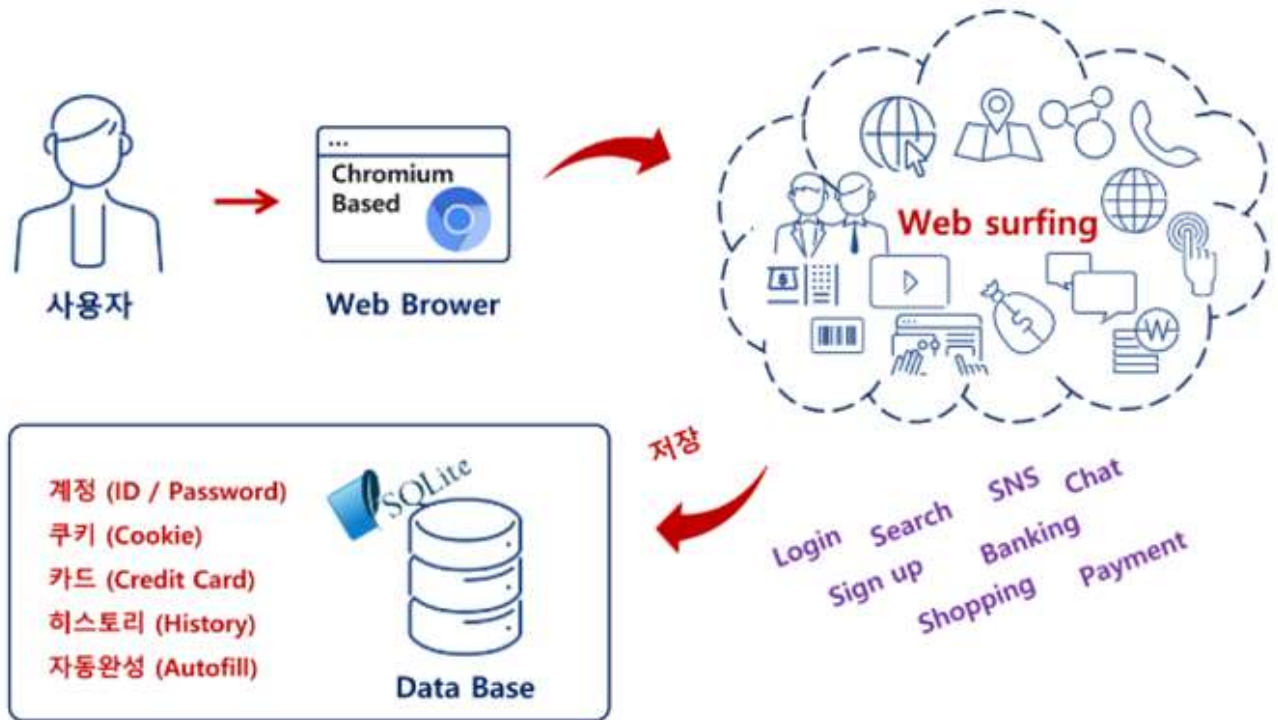 사용자
...
Chromium
Based
Web Brower
Web surfing
$
$
W
저장
Login
Search
SNS
Chat
Sign up
Banking
Shopping
Payment
계정 (ID / Password)
쿠키 (Cookie)
카드 (Credit Card)
히스토리 (History)
자동완성 (Autofill)
SQLite
Data Base